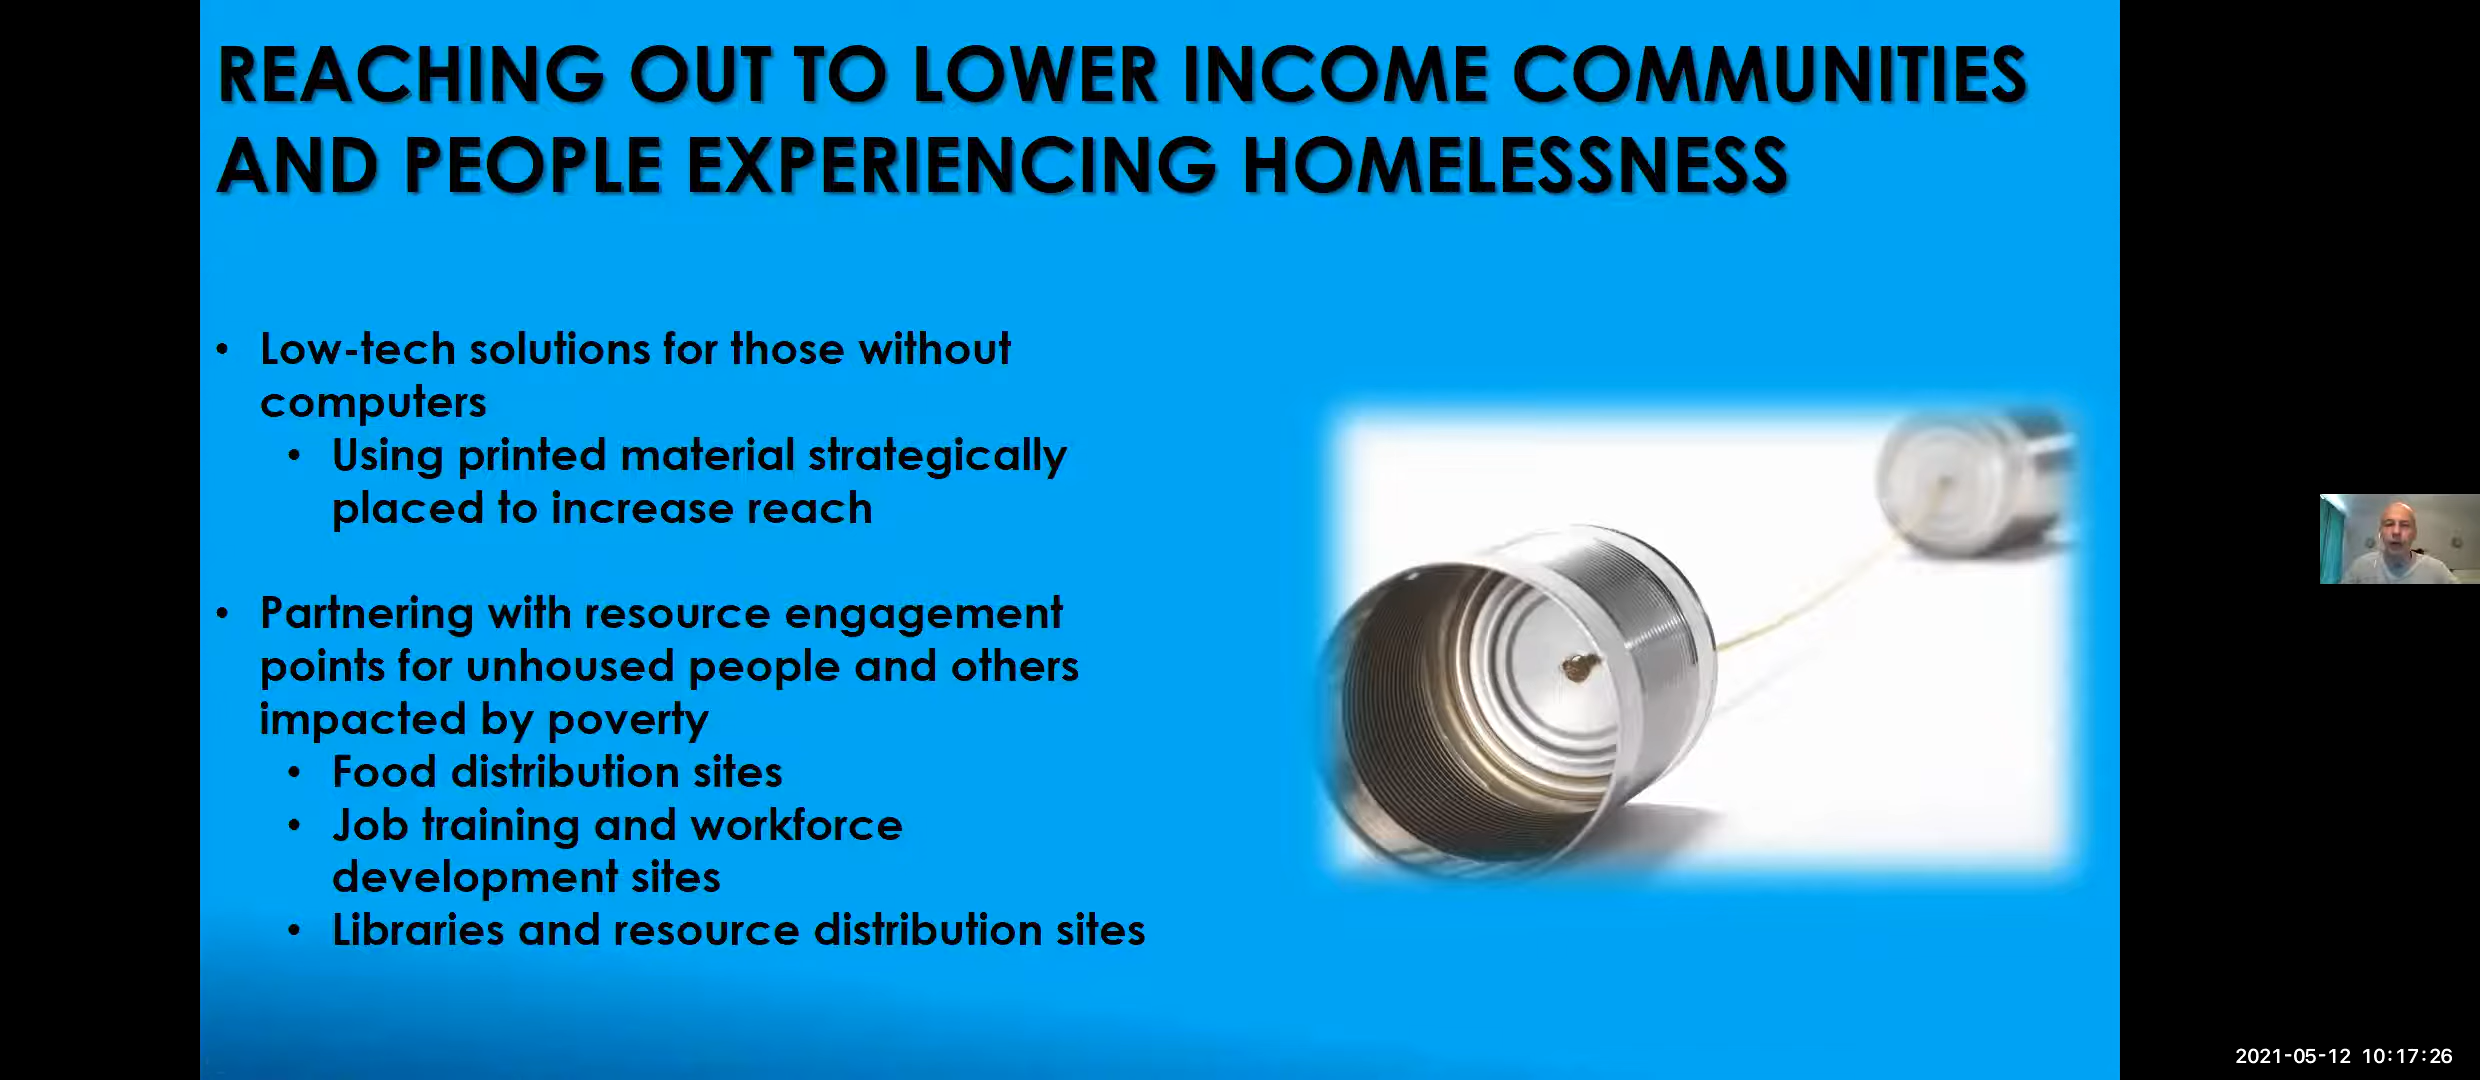 REACHING OUT TO LOWER INCOME COMMUNITIES
AND PEOPLE EXPERIENCING HOMELESSNESS
• Low-tech solutions for those without
computers
• Using printed material strategically
placed to increase reach
• Partnering with resource engagement
points for unhoused people and others
impacted by poverty
• Food distribution sites
• Job training and workforce
development sites
• Libraries and resource distribution sites
2021-05-12 10:17:26